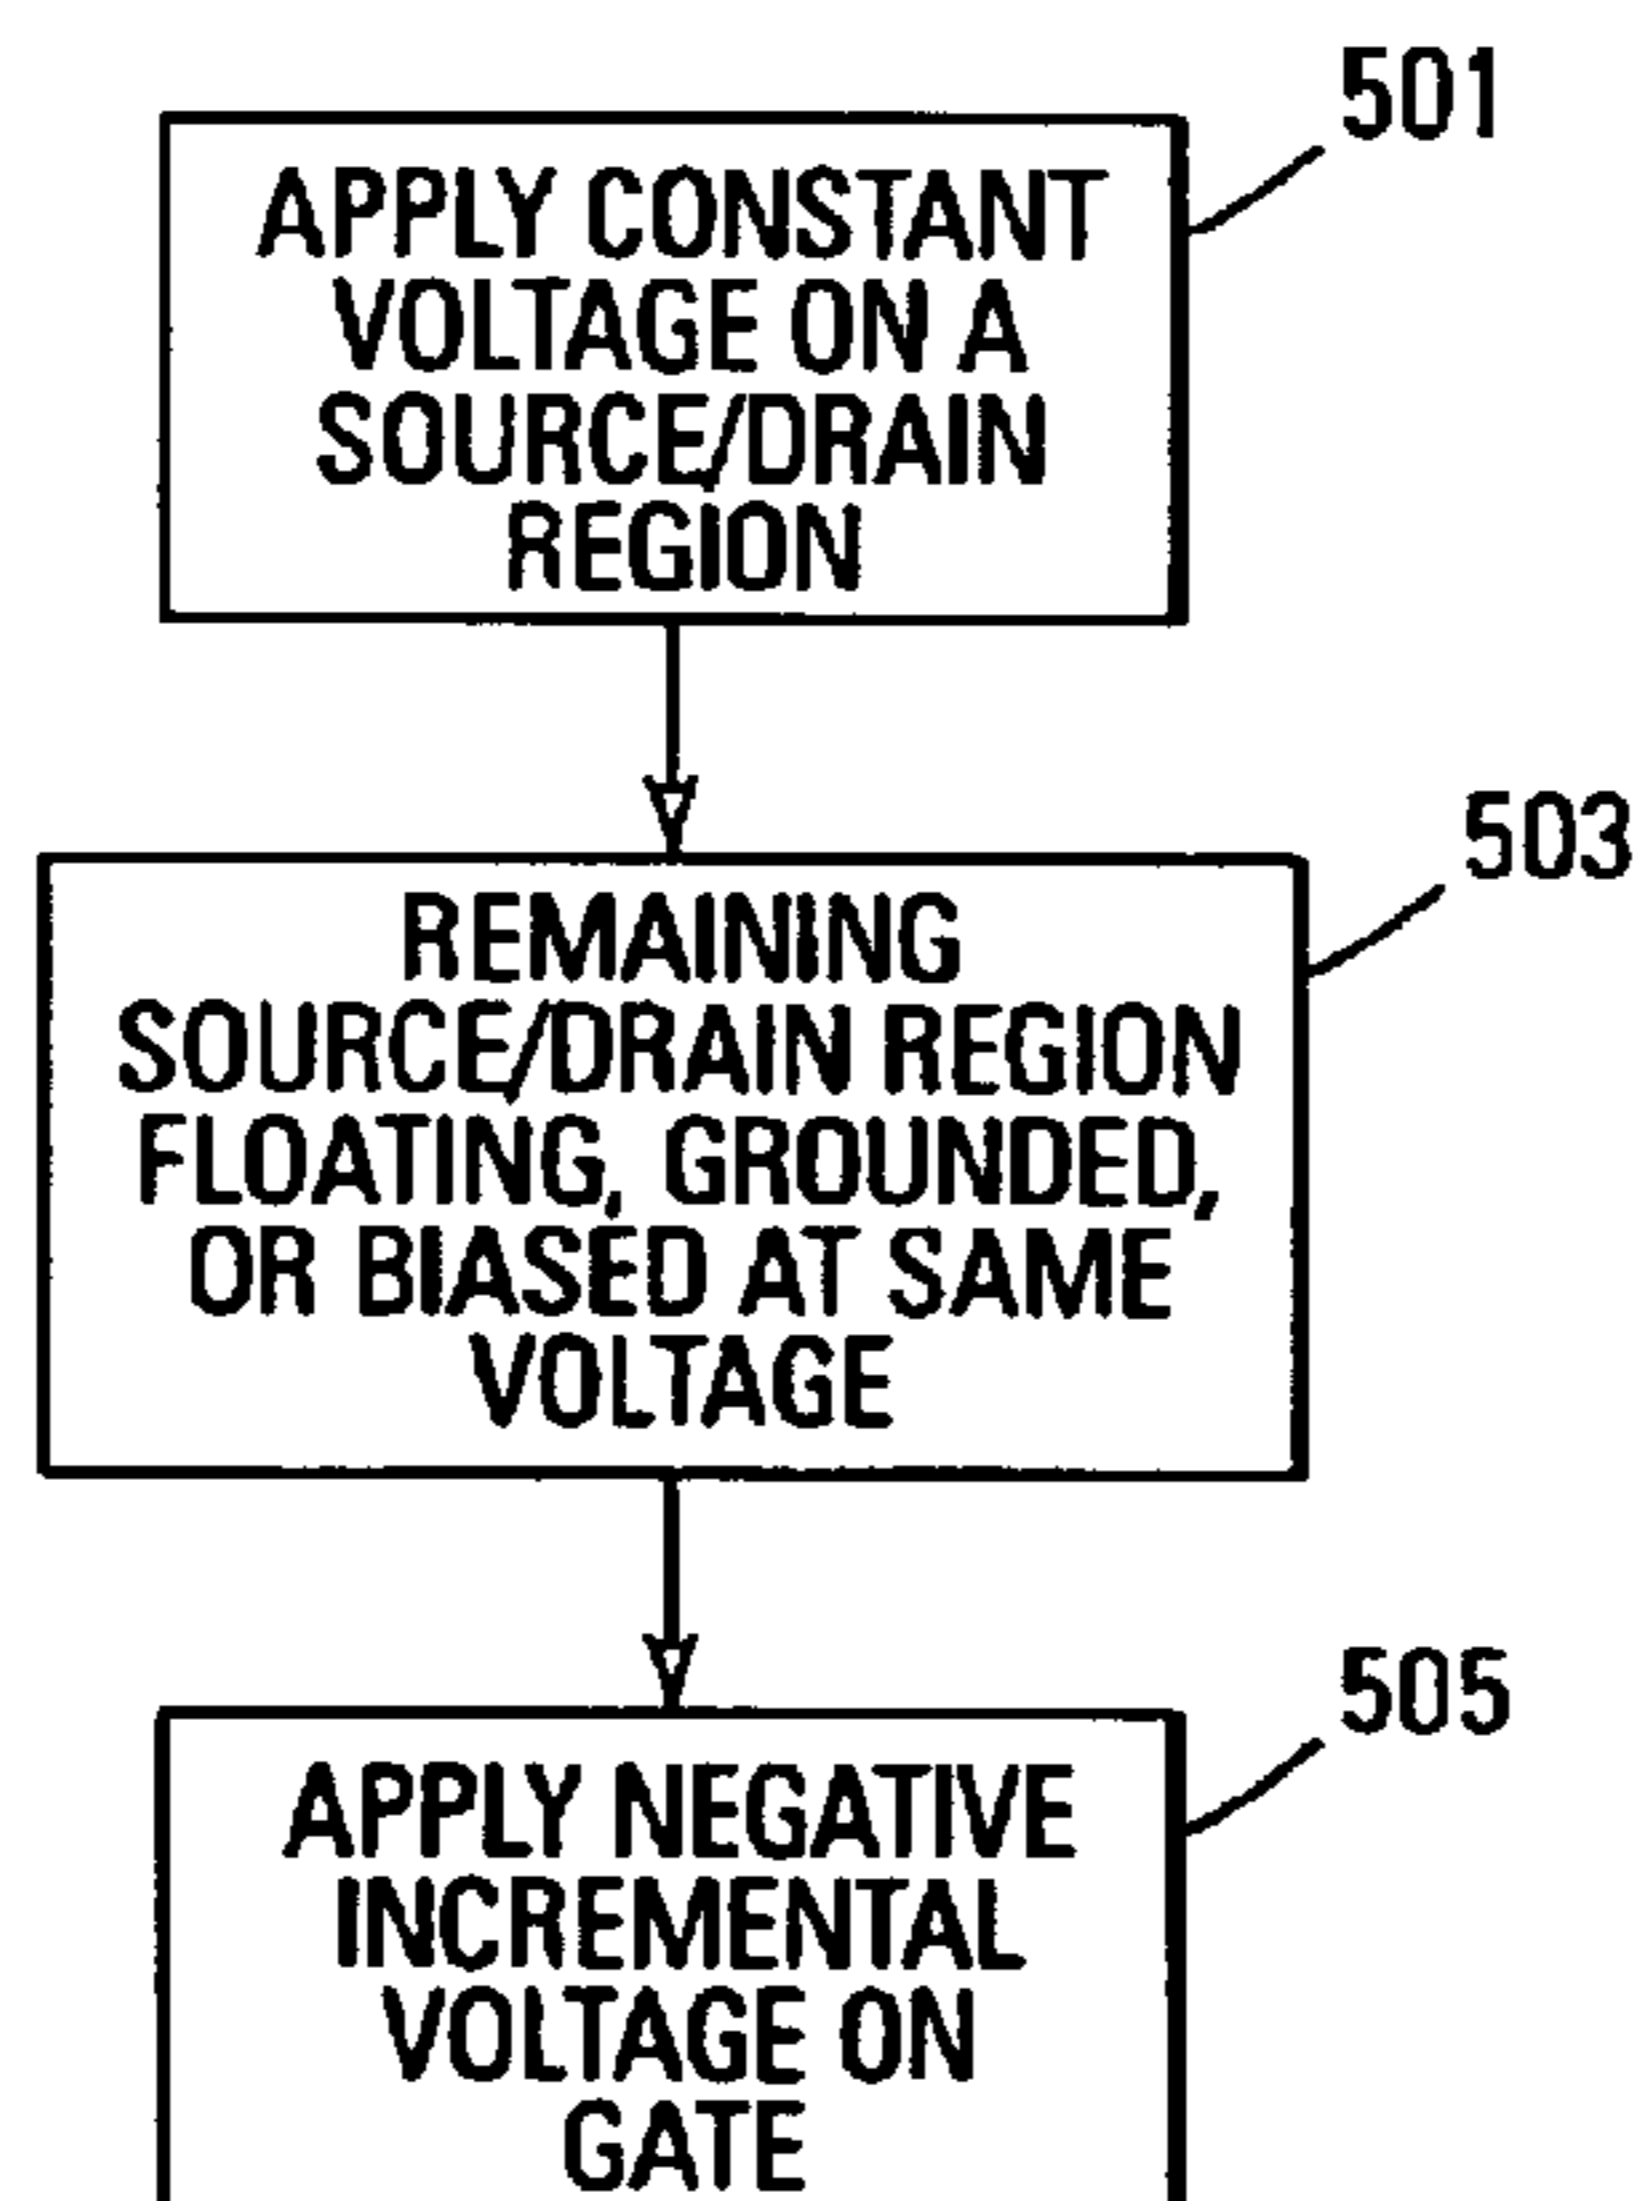 501
APPLY CONSTANT
VOLTAGE ON A
SOURCE/DRAIN
REGION
503
REMAINING
SOURCE/DRAIN REGION
FLOATING, GROUNDED,
OR BIASED AT SAME
VOLTAGE
505
APPLY NEGATIVE
INCREMENTAL
VOLTAGE ON
GATE